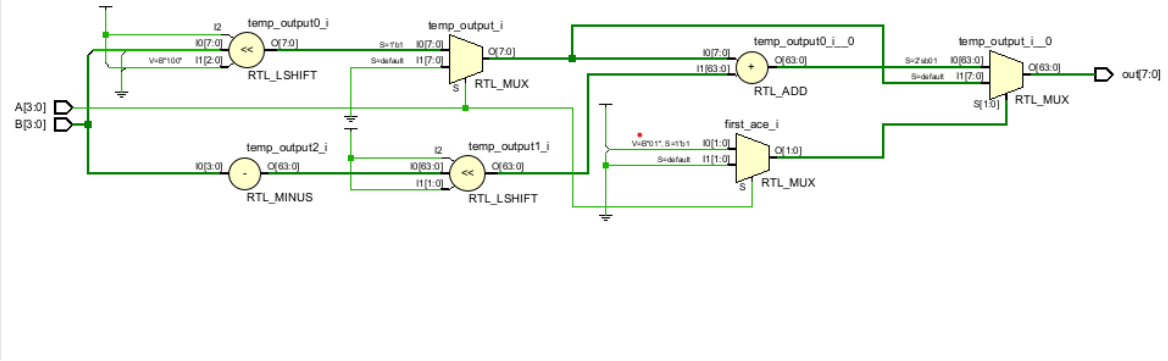 temp_output0_i
I2
I0[7:0]
V=B"100"
I1[2:0]
<<
O[7:0]
RTL_LSHIFT
temp_output_i
S=1'b1
I0[7:0]
S=default
I1[7:0]
O[7:0]
S
RTL_MUX
A[3:0]
B[3:0]
temp_output2_i
I0[3:0]
-
O[63:0]
RTL_MINUS
temp_output1_i
I2
I0[63:0]
I1[1:0]
<<
O[63:0]
RTL_LSHIFT
temp_output0_i__0
I0[7:0]
I1[63:0]
+
O[63:0]
RTL_ADD
first_ace_i
V=B"01", S=1'b1
I0[1:0]
S=default
I1[1:0]
O[1:0]
S
RTL_MUX
temp_output_i__0
S=2'sb01
I0[63:0]
S=default
I1[7:0]
S[1:0]
O[63:0]
RTL_MUX
out[7:0]